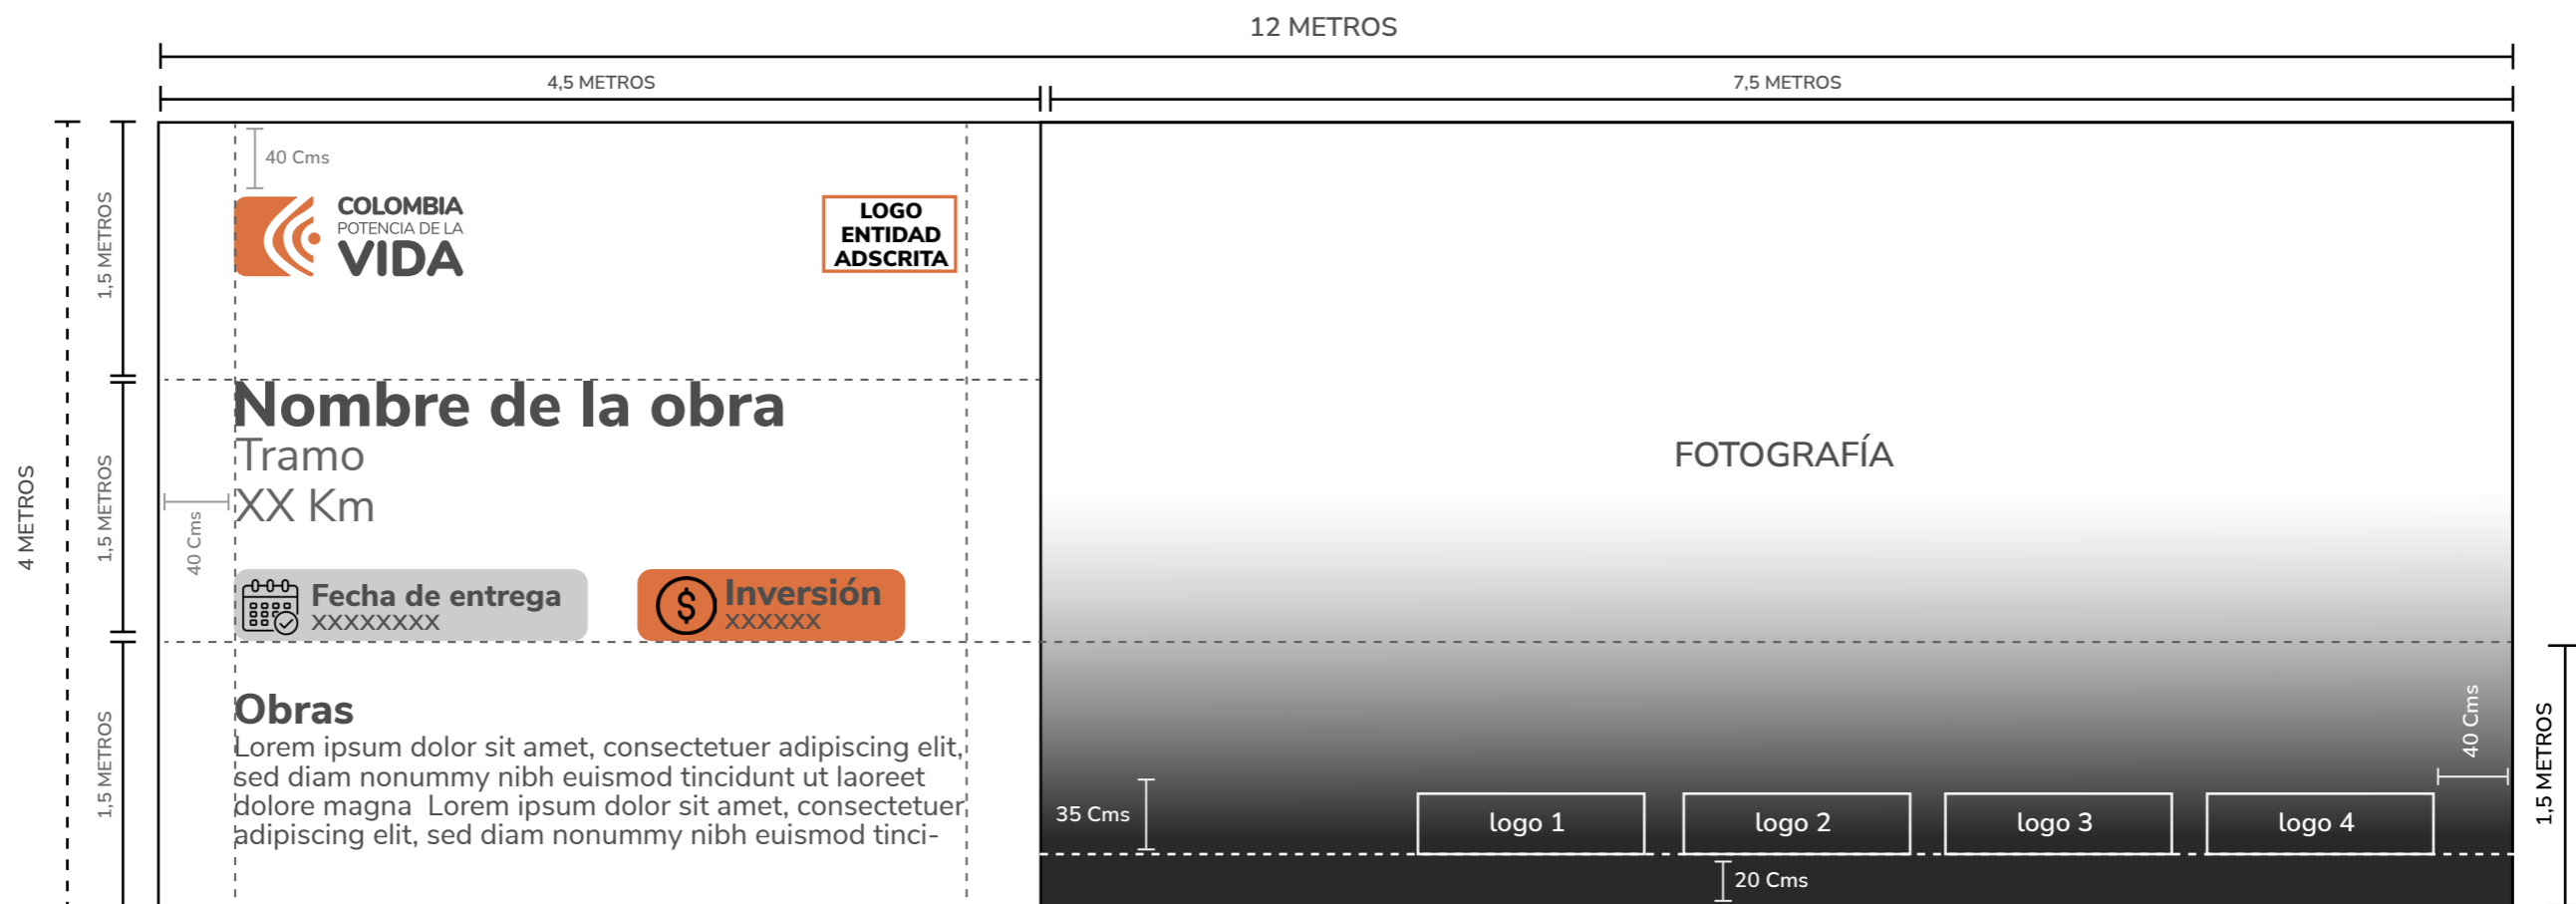 12 METROS
4,5 METROS
7,5 METROS
4 METROS
1,5 METROS
40 Cms
COLOMBIA
POTENCIA DE LA
VIDA
LOGO
ENTIDAD
ADSCRITA
1,5 METROS
40 Cms
Nombre de la obra
Tramo
XX Km
Fecha de entrega
XXXXXXXX
Inversión
XXXXXX
1,5 METROS
Obras
Lorem ipsum dolor sit amet, consectetuer adipiscing elit,
sed diam nonummy nibh euismod tincidunt ut laoreet
dolore magna  Lorem ipsum dolor sit amet, consectetuer
adipiscing elit, sed diam nonummy nibh euismod tinci-
FOTOGRAFÍA
35 Cms
logo 1
logo 2
logo 3
logo 4
40 Cms
20 Cms
1,5 METROS